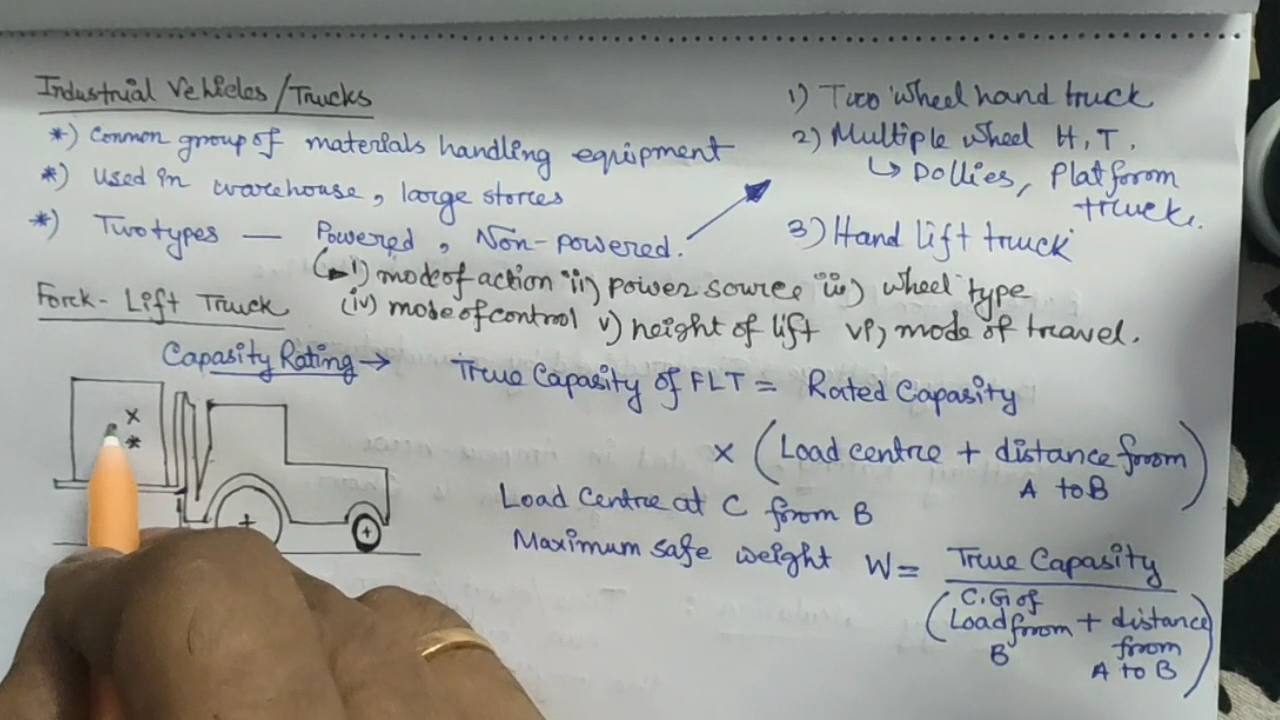 Industrial Vehicles/Trucks
*) Common group of materials handling equipment
*) Used in warehouse, large stores
*) Two types — Powered, Non-powered.
1) Two wheel hand truck
2) Multiple wheel H.T.
↳ Dollies, Platform
truck.
3) Hand lift truck
(i) mode of action ii) power source iii) wheel type
(iv) mode of control v) height of lift vi) mode of travel.
Fork-Lift Truck
Capasity Rating → True Capasity of FLT = Rated Capasity
× (Load centre + distance from
A to B)
Load Centre at C from B
Maximum safe weight W = True Capasity
(C.G of
Load from + distance
B from
A to B)